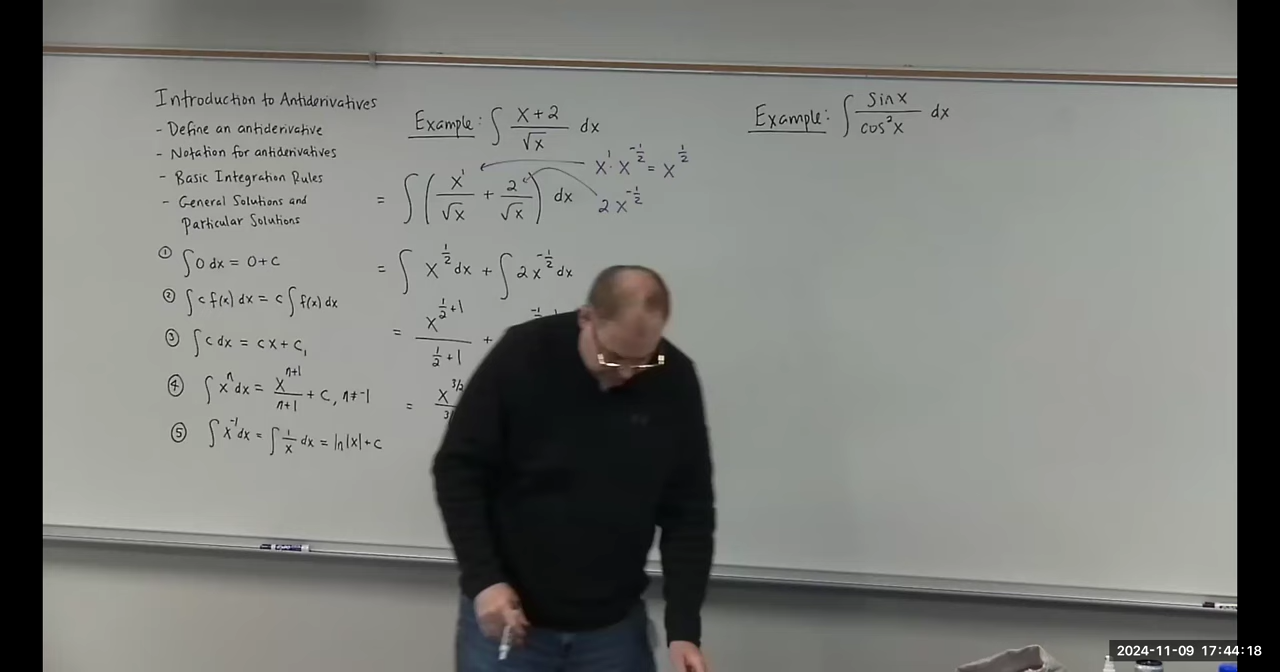 Introduction to Antiderivatives
- Define an antiderivative
- Notation for antiderivatives
- Basic Integration Rules
- General Solutions and
Particular Solutions
① ∫ 0 dx = 0 + C
② ∫ c f(x) dx = c ∫ f(x) dx
③ ∫ c dx = cx + C₁
④ ∫ xⁿ dx = x^(n+1)/(n+1) + C, n ≠ -1
⑤ ∫ x⁻¹ dx = ∫ 1/x dx = ln|x| + C
Example: ∫ (x+2)/√x dx
x¹ · x^(-1/2) = x^(1/2)
= ∫ (x¹/√x + 2/√x) dx
2x^(-1/2)
= ∫ x^(1/2) dx + ∫ 2x^(-1/2) dx
= x^(1/2+1)/(1/2+1) +
= x^(3/2)
Example: ∫ sin x/cos²x dx
2024-11-09 17:44:18